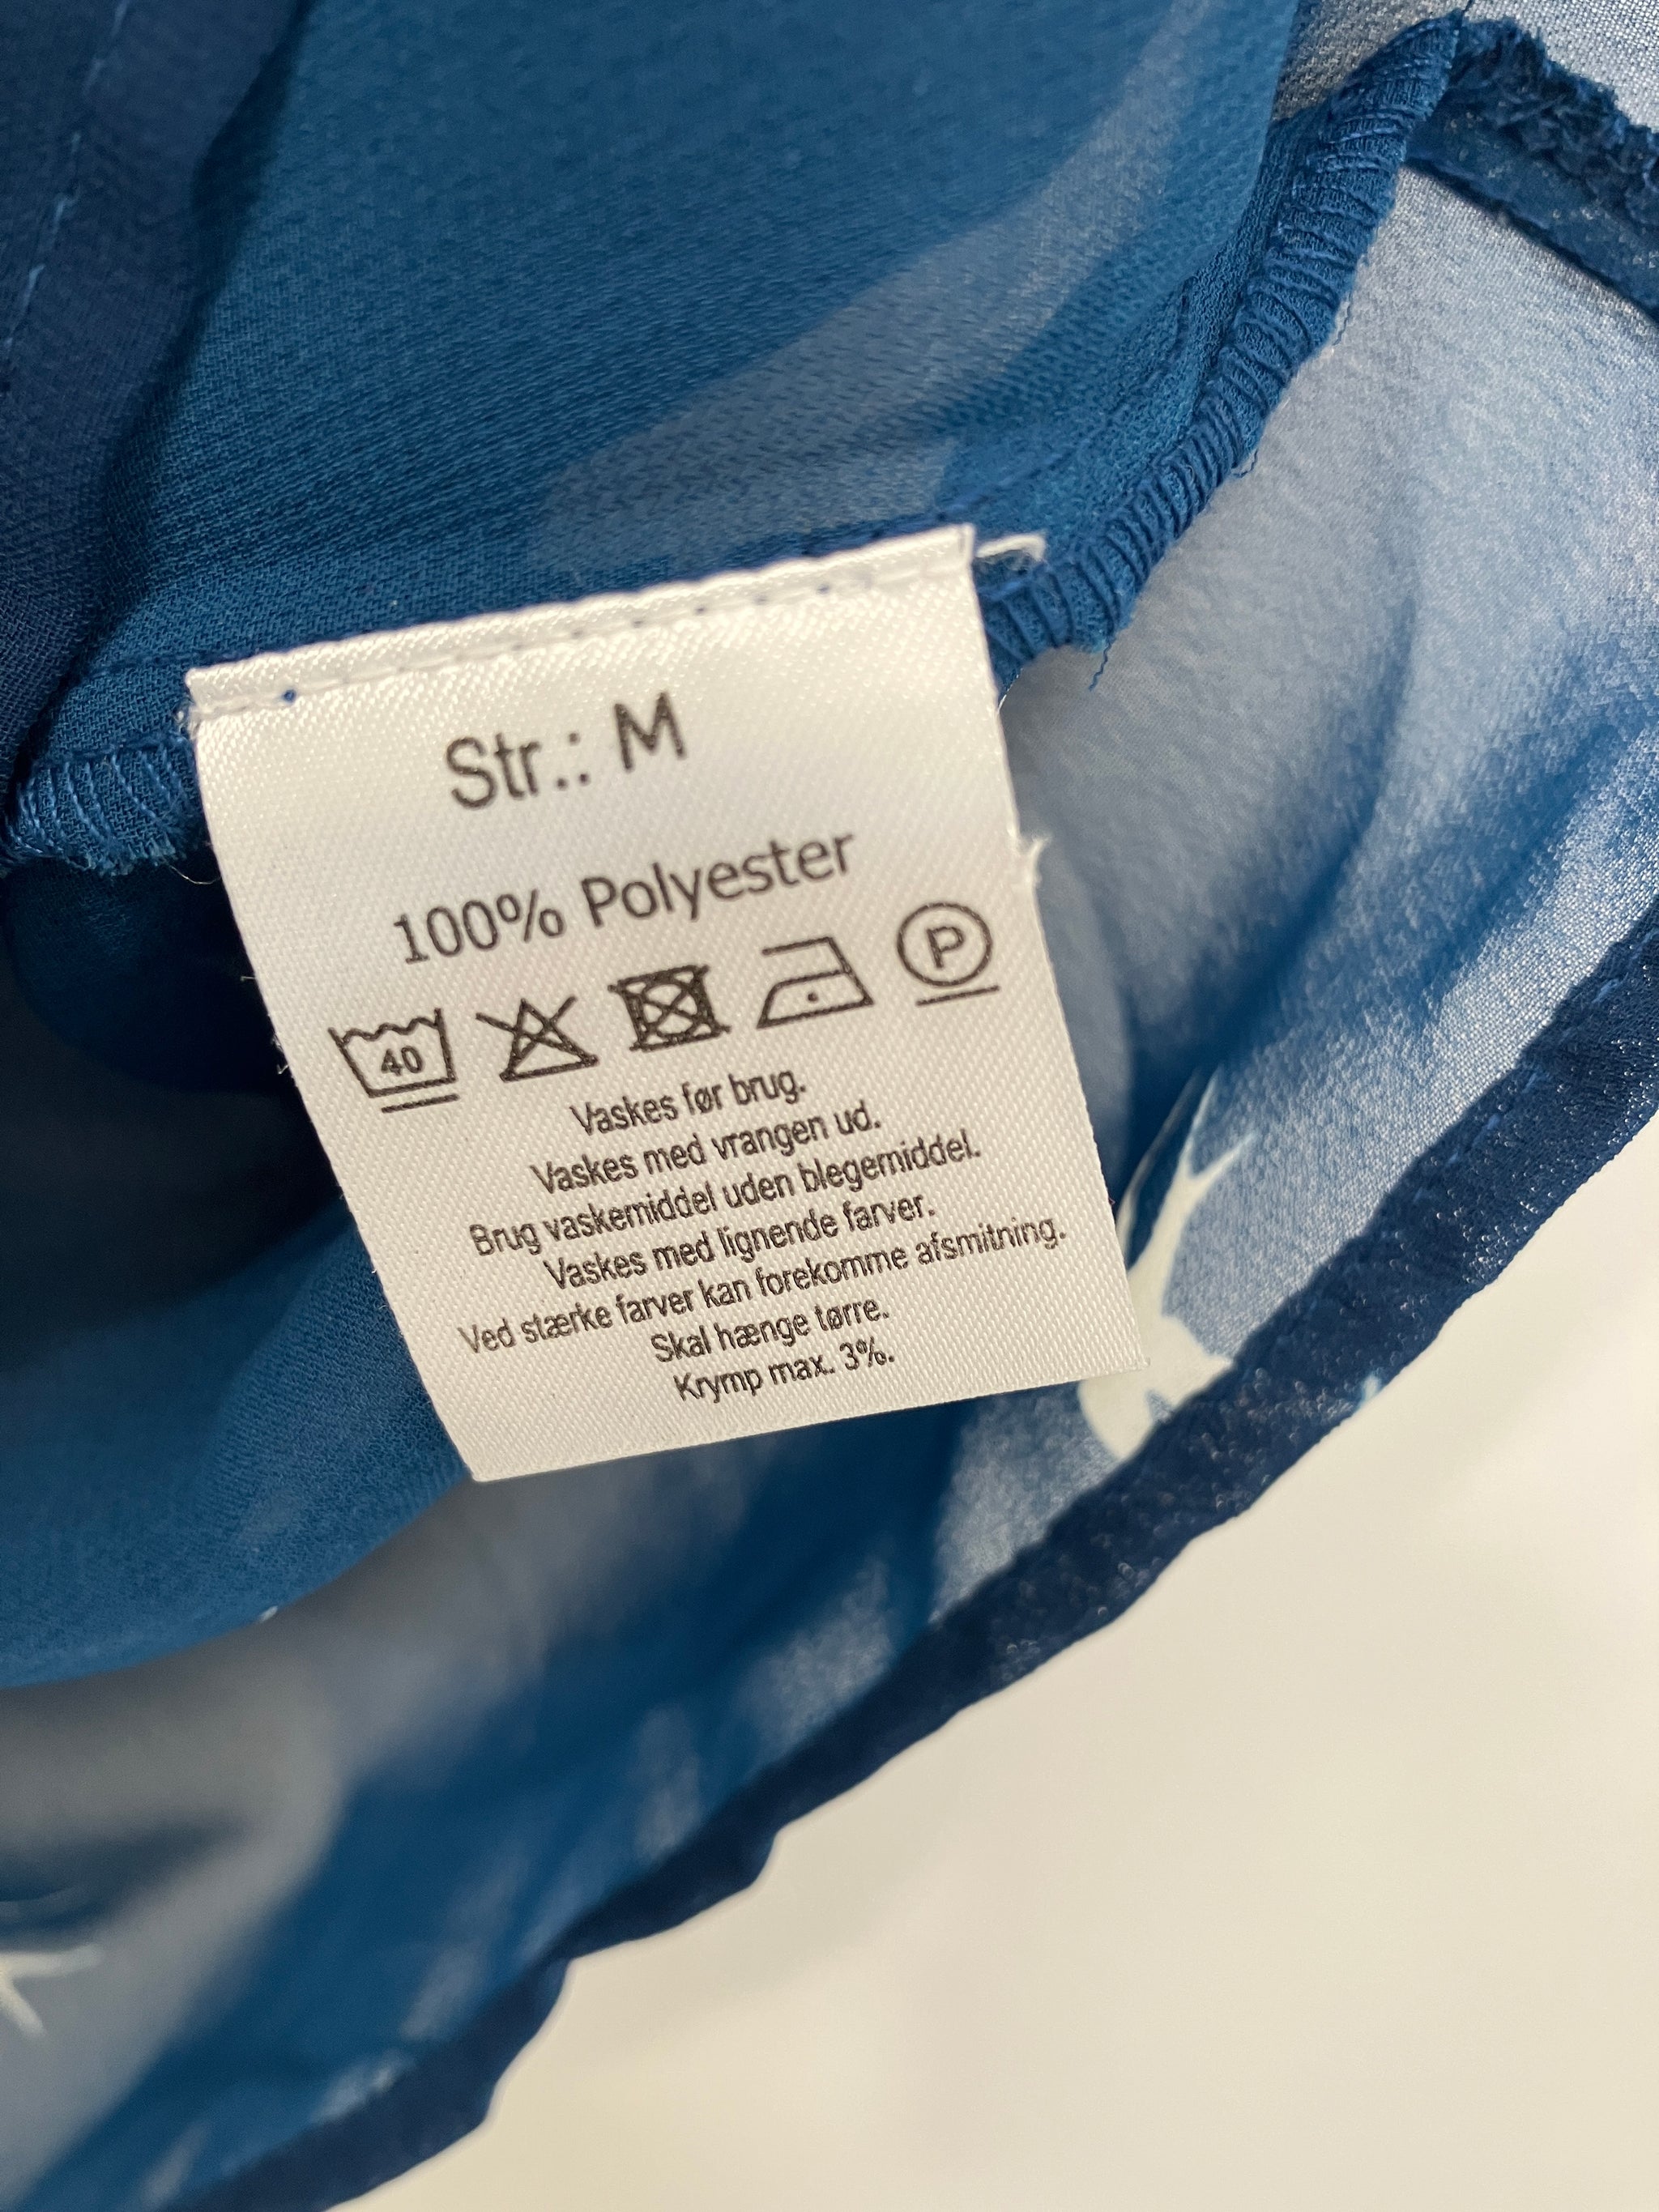 Str.: M
100% Polyester
40 P
Vaskes før brug.
Vaskes med vrangen ud.
Brug vaskemiddel uden blegemiddel.
Vaskes med lignende farver.
Ved stærke farver kan forekomme afsmitning.
Skal hænge tørre.
Krymp max. 3%.